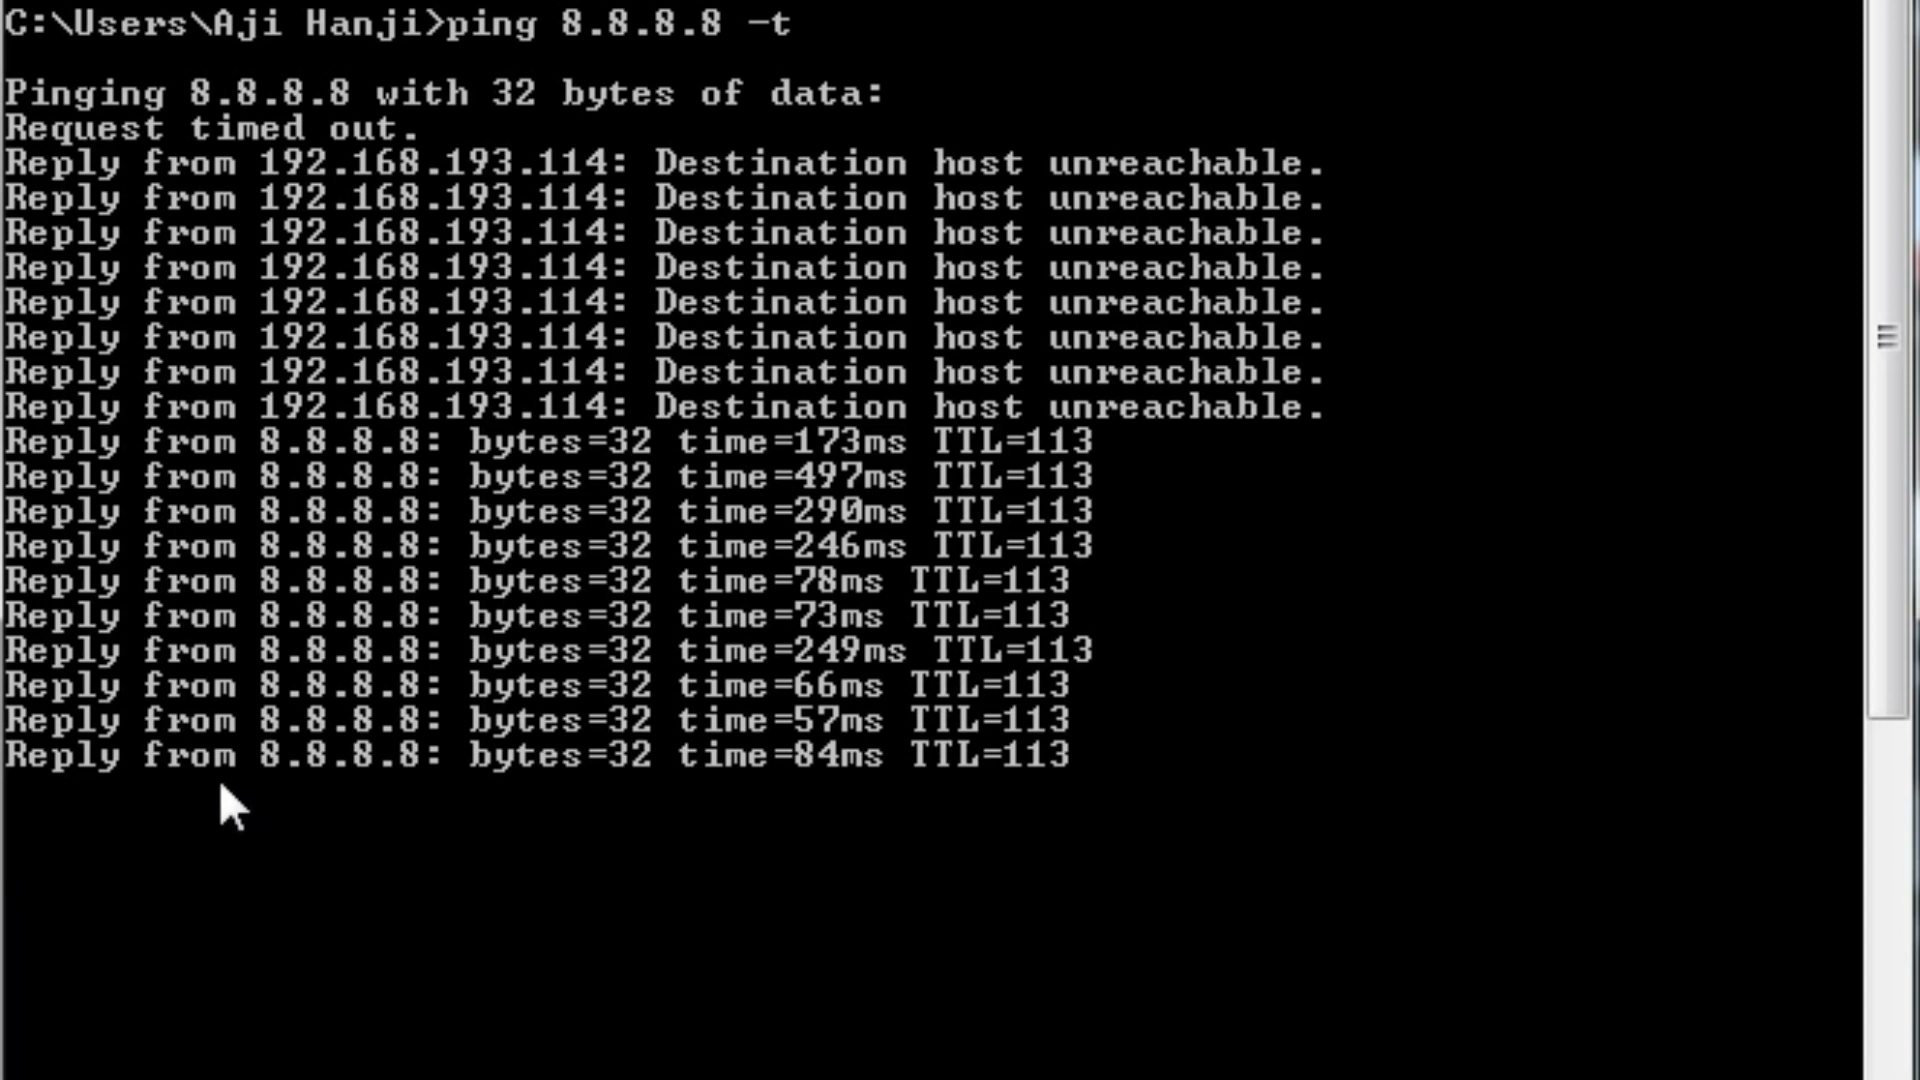 C:\Users\Aji Hanji>ping 8.8.8.8 -t
Pinging 8.8.8.8 with 32 bytes of data:
Request timed out.
Reply from 192.168.193.114: Destination host unreachable.
Reply from 192.168.193.114: Destination host unreachable.
Reply from 192.168.193.114: Destination host unreachable.
Reply from 192.168.193.114: Destination host unreachable.
Reply from 192.168.193.114: Destination host unreachable.
Reply from 192.168.193.114: Destination host unreachable.
Reply from 192.168.193.114: Destination host unreachable.
Reply from 192.168.193.114: Destination host unreachable.
Reply from 8.8.8.8: bytes=32 time=173ms TTL=113
Reply from 8.8.8.8: bytes=32 time=497ms TTL=113
Reply from 8.8.8.8: bytes=32 time=290ms TTL=113
Reply from 8.8.8.8: bytes=32 time=246ms TTL=113
Reply from 8.8.8.8: bytes=32 time=78ms TTL=113
Reply from 8.8.8.8: bytes=32 time=73ms TTL=113
Reply from 8.8.8.8: bytes=32 time=249ms TTL=113
Reply from 8.8.8.8: bytes=32 time=66ms TTL=113
Reply from 8.8.8.8: bytes=32 time=57ms TTL=113
Reply from 8.8.8.8: bytes=32 time=84ms TTL=113